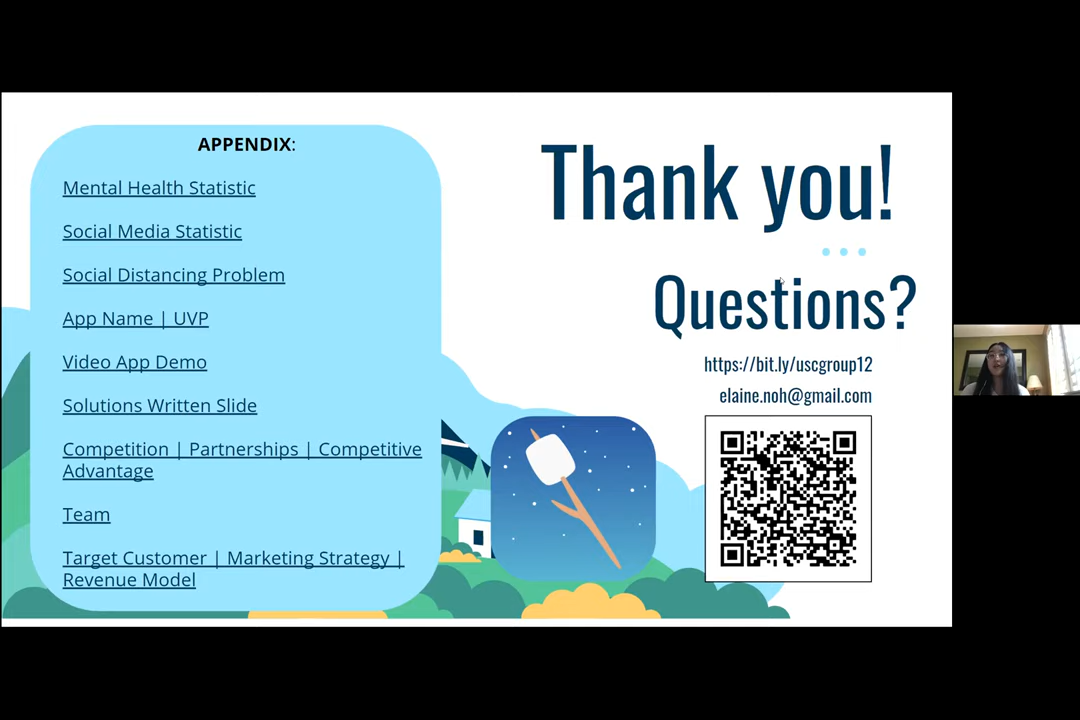 APPENDIX:
Mental Health Statistic
Social Media Statistic
Social Distancing Problem
App Name | UVP
Video App Demo
Solutions Written Slide
Competition | Partnerships | Competitive
Advantage
Team
Target Customer | Marketing Strategy |
Revenue Model
Thank you!
Questions?
https://bit.ly/uscgroup12
elaine.noh@gmail.com